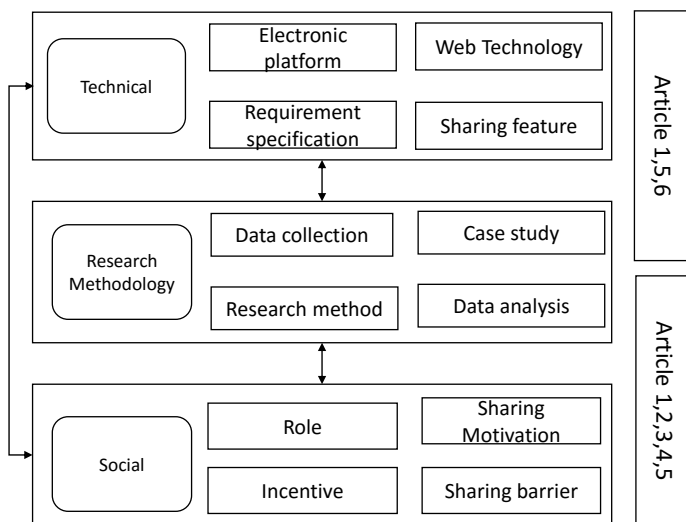 Technical
Electronic
platform
Web Technology
Requirement
specification
Sharing feature
Research
Methodology
Data collection
Case study
Research method
Data analysis
Social
Role
Sharing
Motivation
Incentive
Sharing barrier
Article 1,5,6
Article 1,2,3,4,5